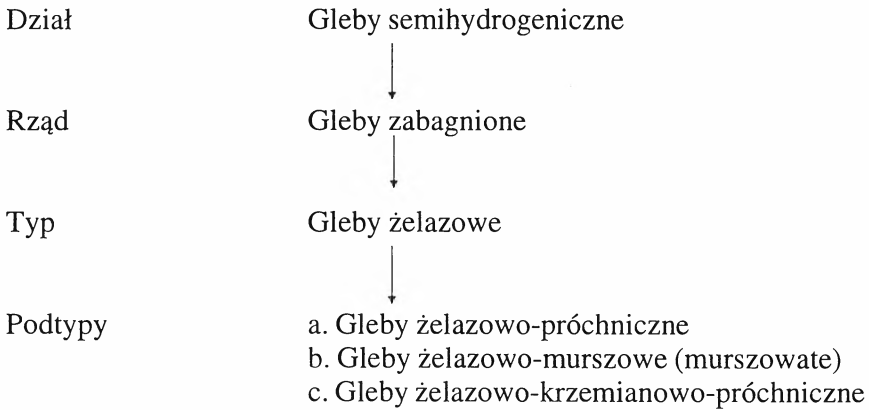 Dział Gleby semihydrogeniczne
Rząd Gleby zabagnione
Typ Gleby żelazowe
Podtypy a. Gleby żelazowo-próchniczne
b. Gleby żelazowo-murszowe (murszowate)
c. Gleby żelazowo-krzemianowo-próchniczne